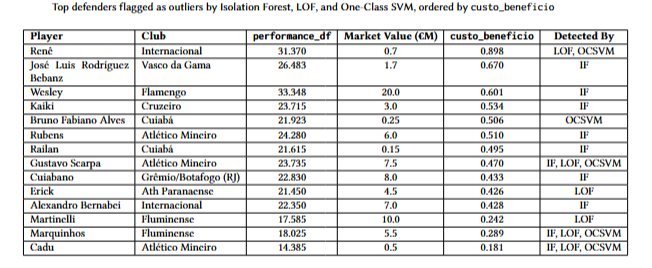 Top defenders flagged as outliers by Isolation Forest, LOF, and One-Class SVM, ordered by custo_beneficio
Player Club performance_df Market Value (€M) custo_beneficio Detected By
Renê Internacional 31.370 0.7 0.898 LOF, OCSVM
José Luis Rodríguez Vasco da Gama 26.483 1.7 0.670 IF
Bebanz
Wesley Flamengo 33.348 20.0 0.601 IF
Kaiki Cruzeiro 23.715 3.0 0.534 IF
Bruno Fabiano Alves Cuiabá 21.923 0.25 0.506 OCSVM
Rubens Atlético Mineiro 24.280 6.0 0.510 IF
Railan Cuiabá 21.615 0.15 0.495 IF
Gustavo Scarpa Atlético Mineiro 23.735 7.5 0.470 IF, LOF, OCSVM
Cuiabano Grêmio/Botafogo (RJ) 22.830 8.0 0.433 IF
Erick Ath Paranaense 21.450 4.5 0.426 LOF
Alexandro Bernabei Internacional 22.350 7.0 0.428 IF
Martinelli Fluminense 17.585 10.0 0.242 LOF
Marquinhos Fluminense 18.025 5.5 0.289 IF, LOF, OCSVM
Cadu Atlético Mineiro 14.385 0.5 0.181 IF, LOF, OCSVM